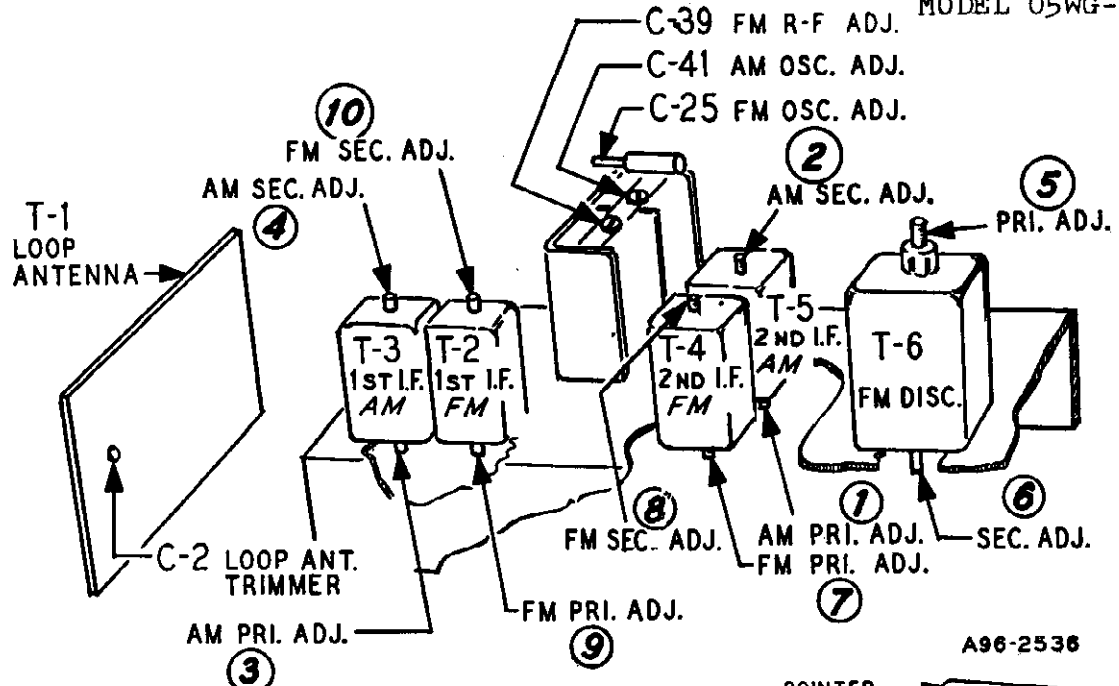 MODEL 05WG-
C-39 FM R-F ADJ.
C-41 AM OSC. ADJ.
C-25 FM OSC. ADJ.
10
FM SEC. ADJ.
2
AM SEC. ADJ.
AM SEC. ADJ.
4
5
PRI. ADJ.
T-1
LOOP
ANTENNA
T-3
1ST I.F.
AM
T-2
1ST I.F.
FM
T-4
2ND I.F.
FM
T-5
2ND I.F.
AM
T-6
FM DISC.
8
FM SEC. ADJ.
1
AM PRI. ADJ.
FM PRI. ADJ.
7
6
SEC. ADJ.
C-2 LOOP ANT.
TRIMMER
AM PRI. ADJ.
3
FM PRI. ADJ.
9
A96-2536
POINTER